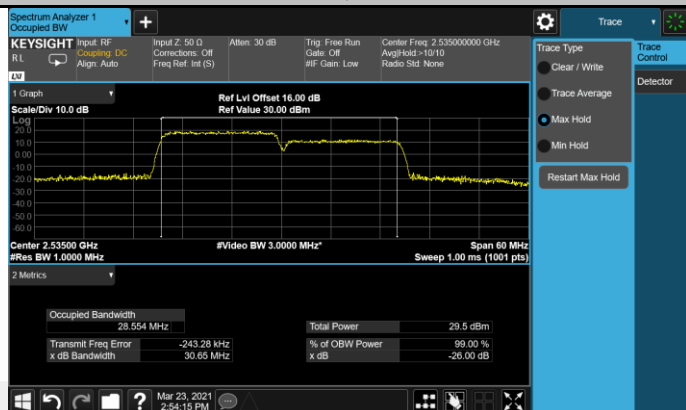 Spectrum Analyzer 1
Occupied BW
Trace
KEYSIGHT
RL
LXI
Input: RF
Coupling: DC
Align: Auto
Input Z: 50 Ω
Corrections: Off
Freq Ref: Int (S)
Atten: 30 dB
Trig: Free Run
Gate: Off
#IF Gain: Low
Center Freq: 2.535000000 GHz
Avg|Hold:>10/10
Radio Std: None
Trace Type
Clear / Write
Trace Average
Max Hold
Min Hold
Restart Max Hold
Trace
Control
Detector
1 Graph
Scale/Div 10.0 dB
Ref Lvl Offset 16.00 dB
Ref Value 30.00 dBm
Log
20.0
10.0
0.00
-10.0
-20.0
-30.0
-40.0
-50.0
-60.0
Center 2.53500 GHz
#Video BW 3.0000 MHz*
Span 60 MHz
#Res BW 1.0000 MHz
Sweep 1.00 ms (1001 pts)
2 Metrics
Occupied Bandwidth
28.554 MHz
Total Power
29.5 dBm
Transmit Freq Error
-243.28 kHz
% of OBW Power
99.00 %
x dB Bandwidth
30.65 MHz
x dB
-26.00 dB
?
Mar 23, 2021
2:54:15 PM